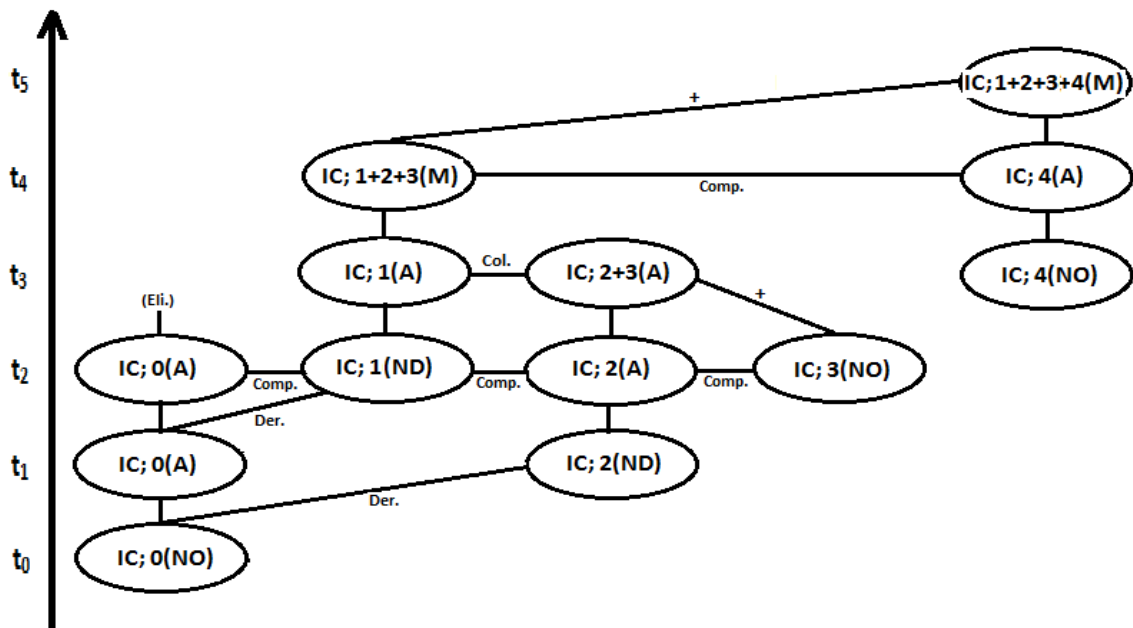 t5
IC; 1+2+3+4(M)
+
t4
IC; 1+2+3(M)
Comp.
IC; 4(A)
t3
IC; 1(A)
Col.
IC; 2+3(A)
+
IC; 4(NO)
(Eli.)
t2
IC; 0(A)
Comp.
IC; 1(ND)
Comp.
IC; 2(A)
Comp.
IC; 3(NO)
Der.
t1
IC; 0(A)
IC; 2(ND)
Der.
t0
IC; 0(NO)